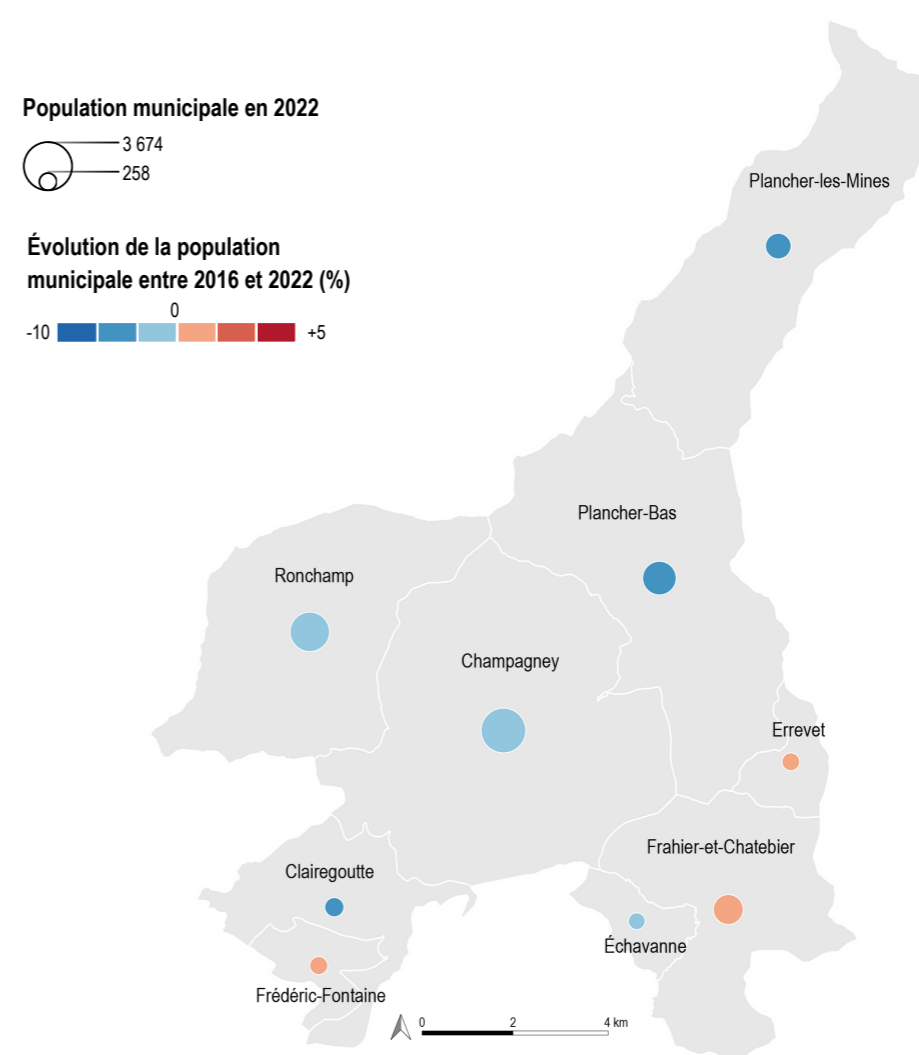 Population municipale en 2022
3 674
258
Évolution de la population
municipale entre 2016 et 2022 (%)
0
-10 +5
Plancher-les-Mines
Plancher-Bas
Ronchamp
Champagney
Errevet
Frahier-et-Chatebier
Clairegoutte
Échavanne
Frédéric-Fontaine
0 2 4 km